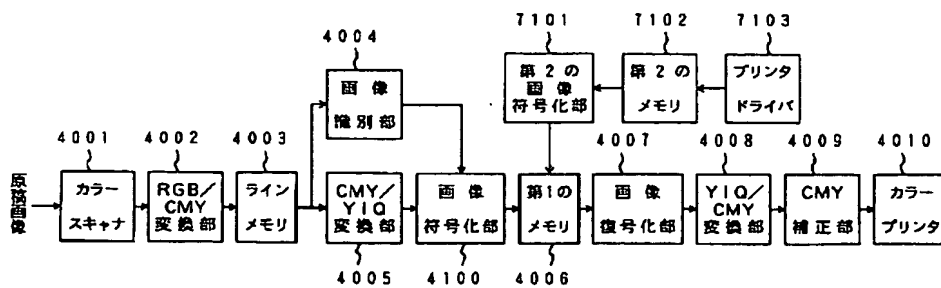 7101 7102 7103
4004
第2の
画像
符号化部
第2の
メモリ
プリンタ
ドライバ
画像
識別部
4001 4002 4003
4007 4008 4009 4010
原稿画像
カラー
スキャナ
RGB/
CMY
変換部
ライン
メモリ
CMY/
YIQ
変換部
画像
符号化部
第1の
メモリ
画像
復号化部
YIQ/
CMY
変換部
CMY
補正部
カラー
プリンタ
4005 4100 4006